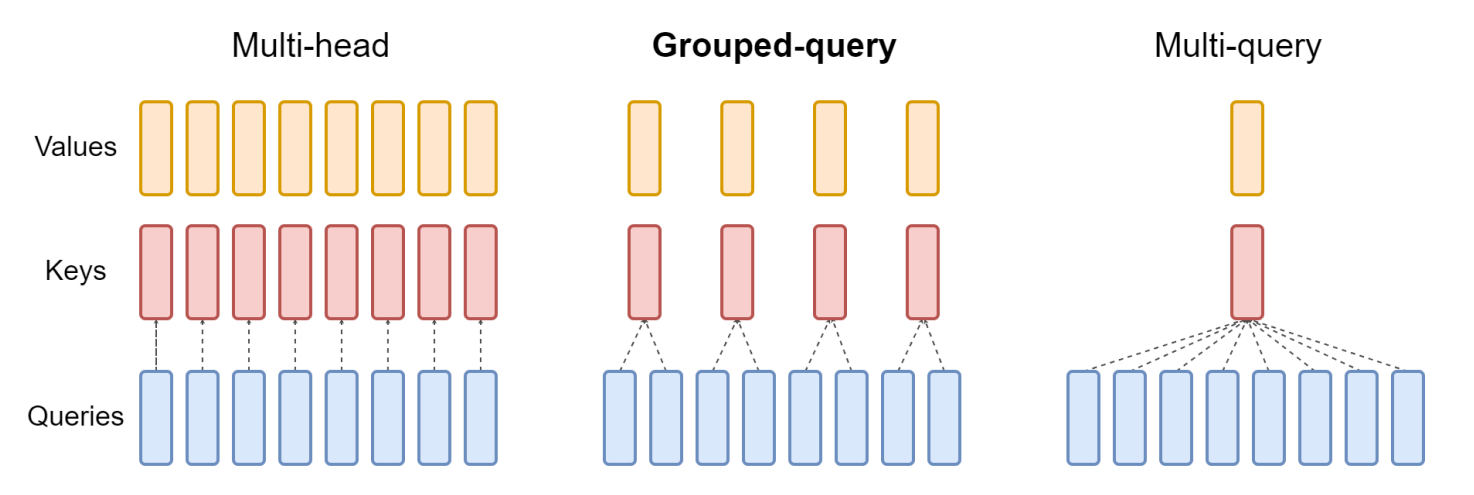 Multi-head
Grouped-query
Multi-query
Values
Keys
Queries